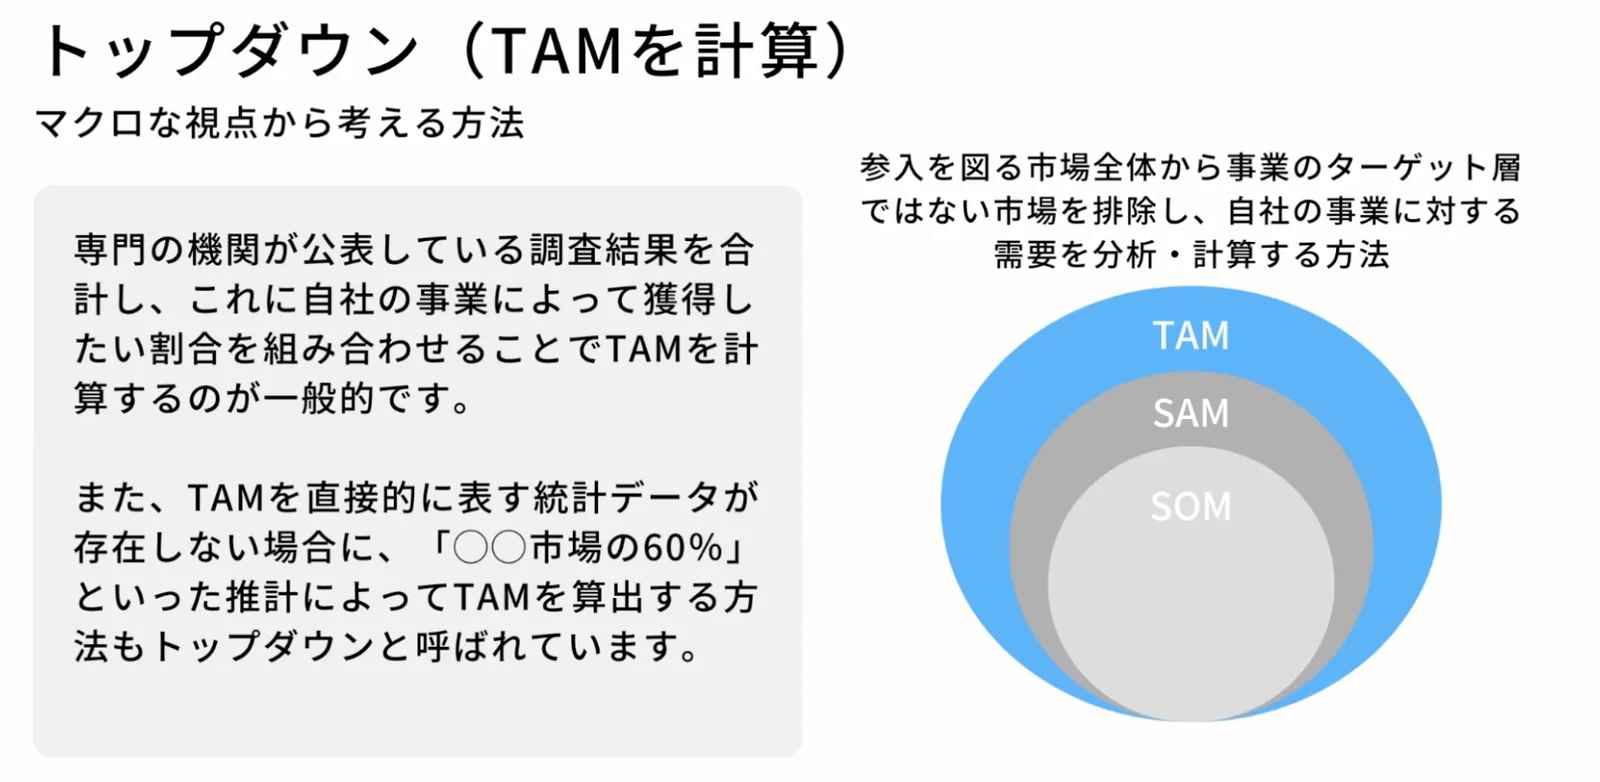 トップダウン（TAMを計算）
マクロな視点から考える方法
専門の機関が公表している調査結果を合
計し、これに自社の事業によって獲得し
たい割合を組み合わせることでTAMを計
算するのが一般的です。
また、TAMを直接的に表す統計データが
存在しない場合に、「◯◯市場の60%」
といった推計によってTAMを算出する方
法もトップダウンと呼ばれています。
参入を図る市場全体から事業のターゲット層
ではない市場を排除し、自社の事業に対する
需要を分析・計算する方法
TAM
SAM
SOM